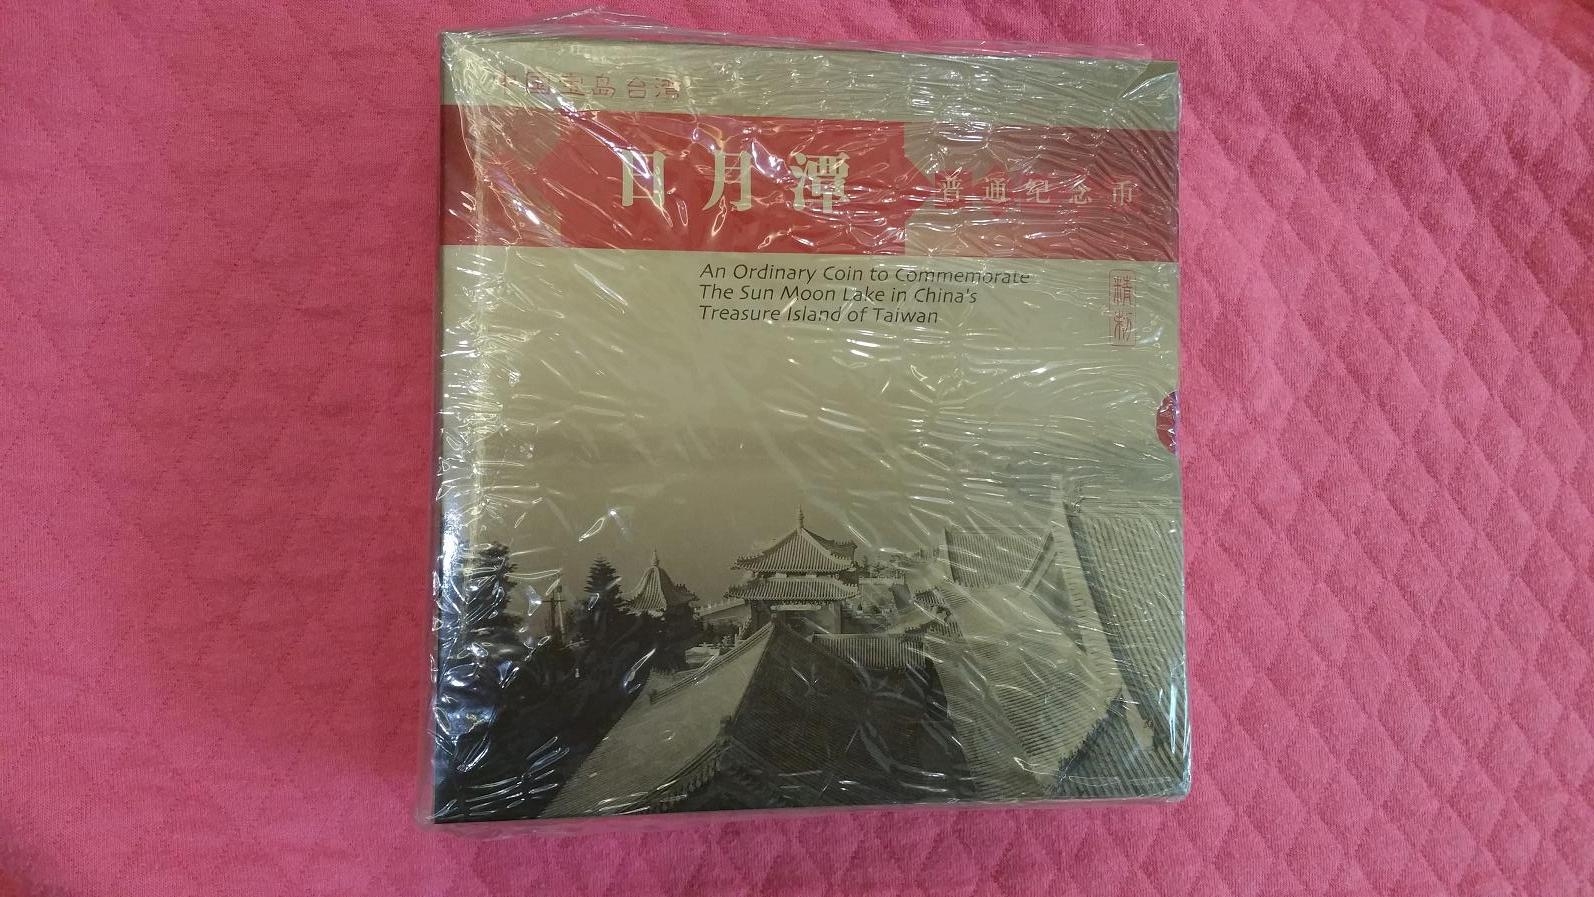 中国宝岛台湾
日月潭 普通纪念币
An Ordinary Coin to Commemorate
The Sun Moon Lake in China's
Treasure Island of Taiwan
精制